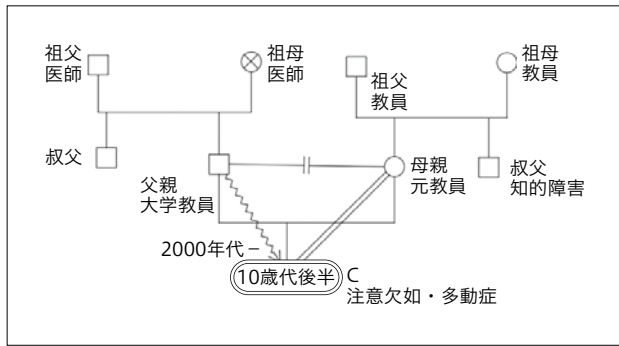 祖父
医師
祖母
医師
祖父
教員
祖母
教員
叔父
父親
大学教員
母親
元教員
叔父
知的障害
2000年代－
10歳代後半
C
注意欠如・多動症